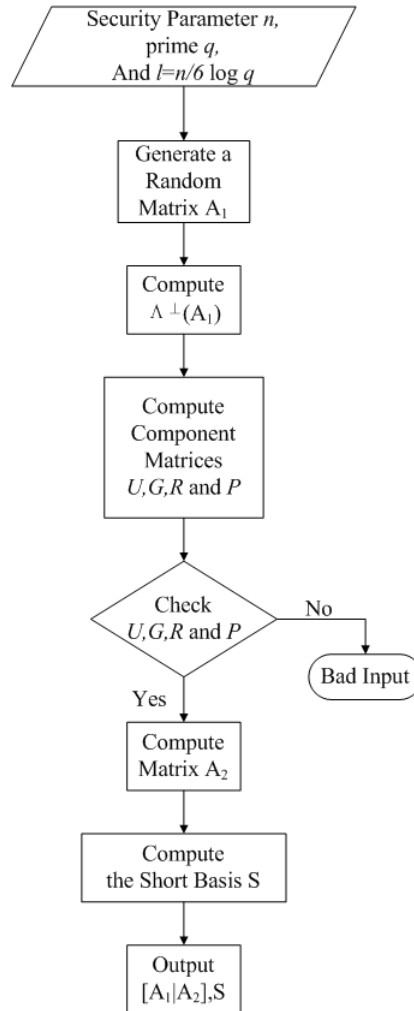 Security Parameter n,
prime q,
And l=n/6 log q
Generate a
Random
Matrix A₁
Compute
Λ⊥(A₁)
Compute
Component
Matrices
U,G,R and P
Check
U,G,R and P
No
Bad Input
Yes
Compute
Matrix A₂
Compute
the Short Basis S
Output
[A₁|A₂],S